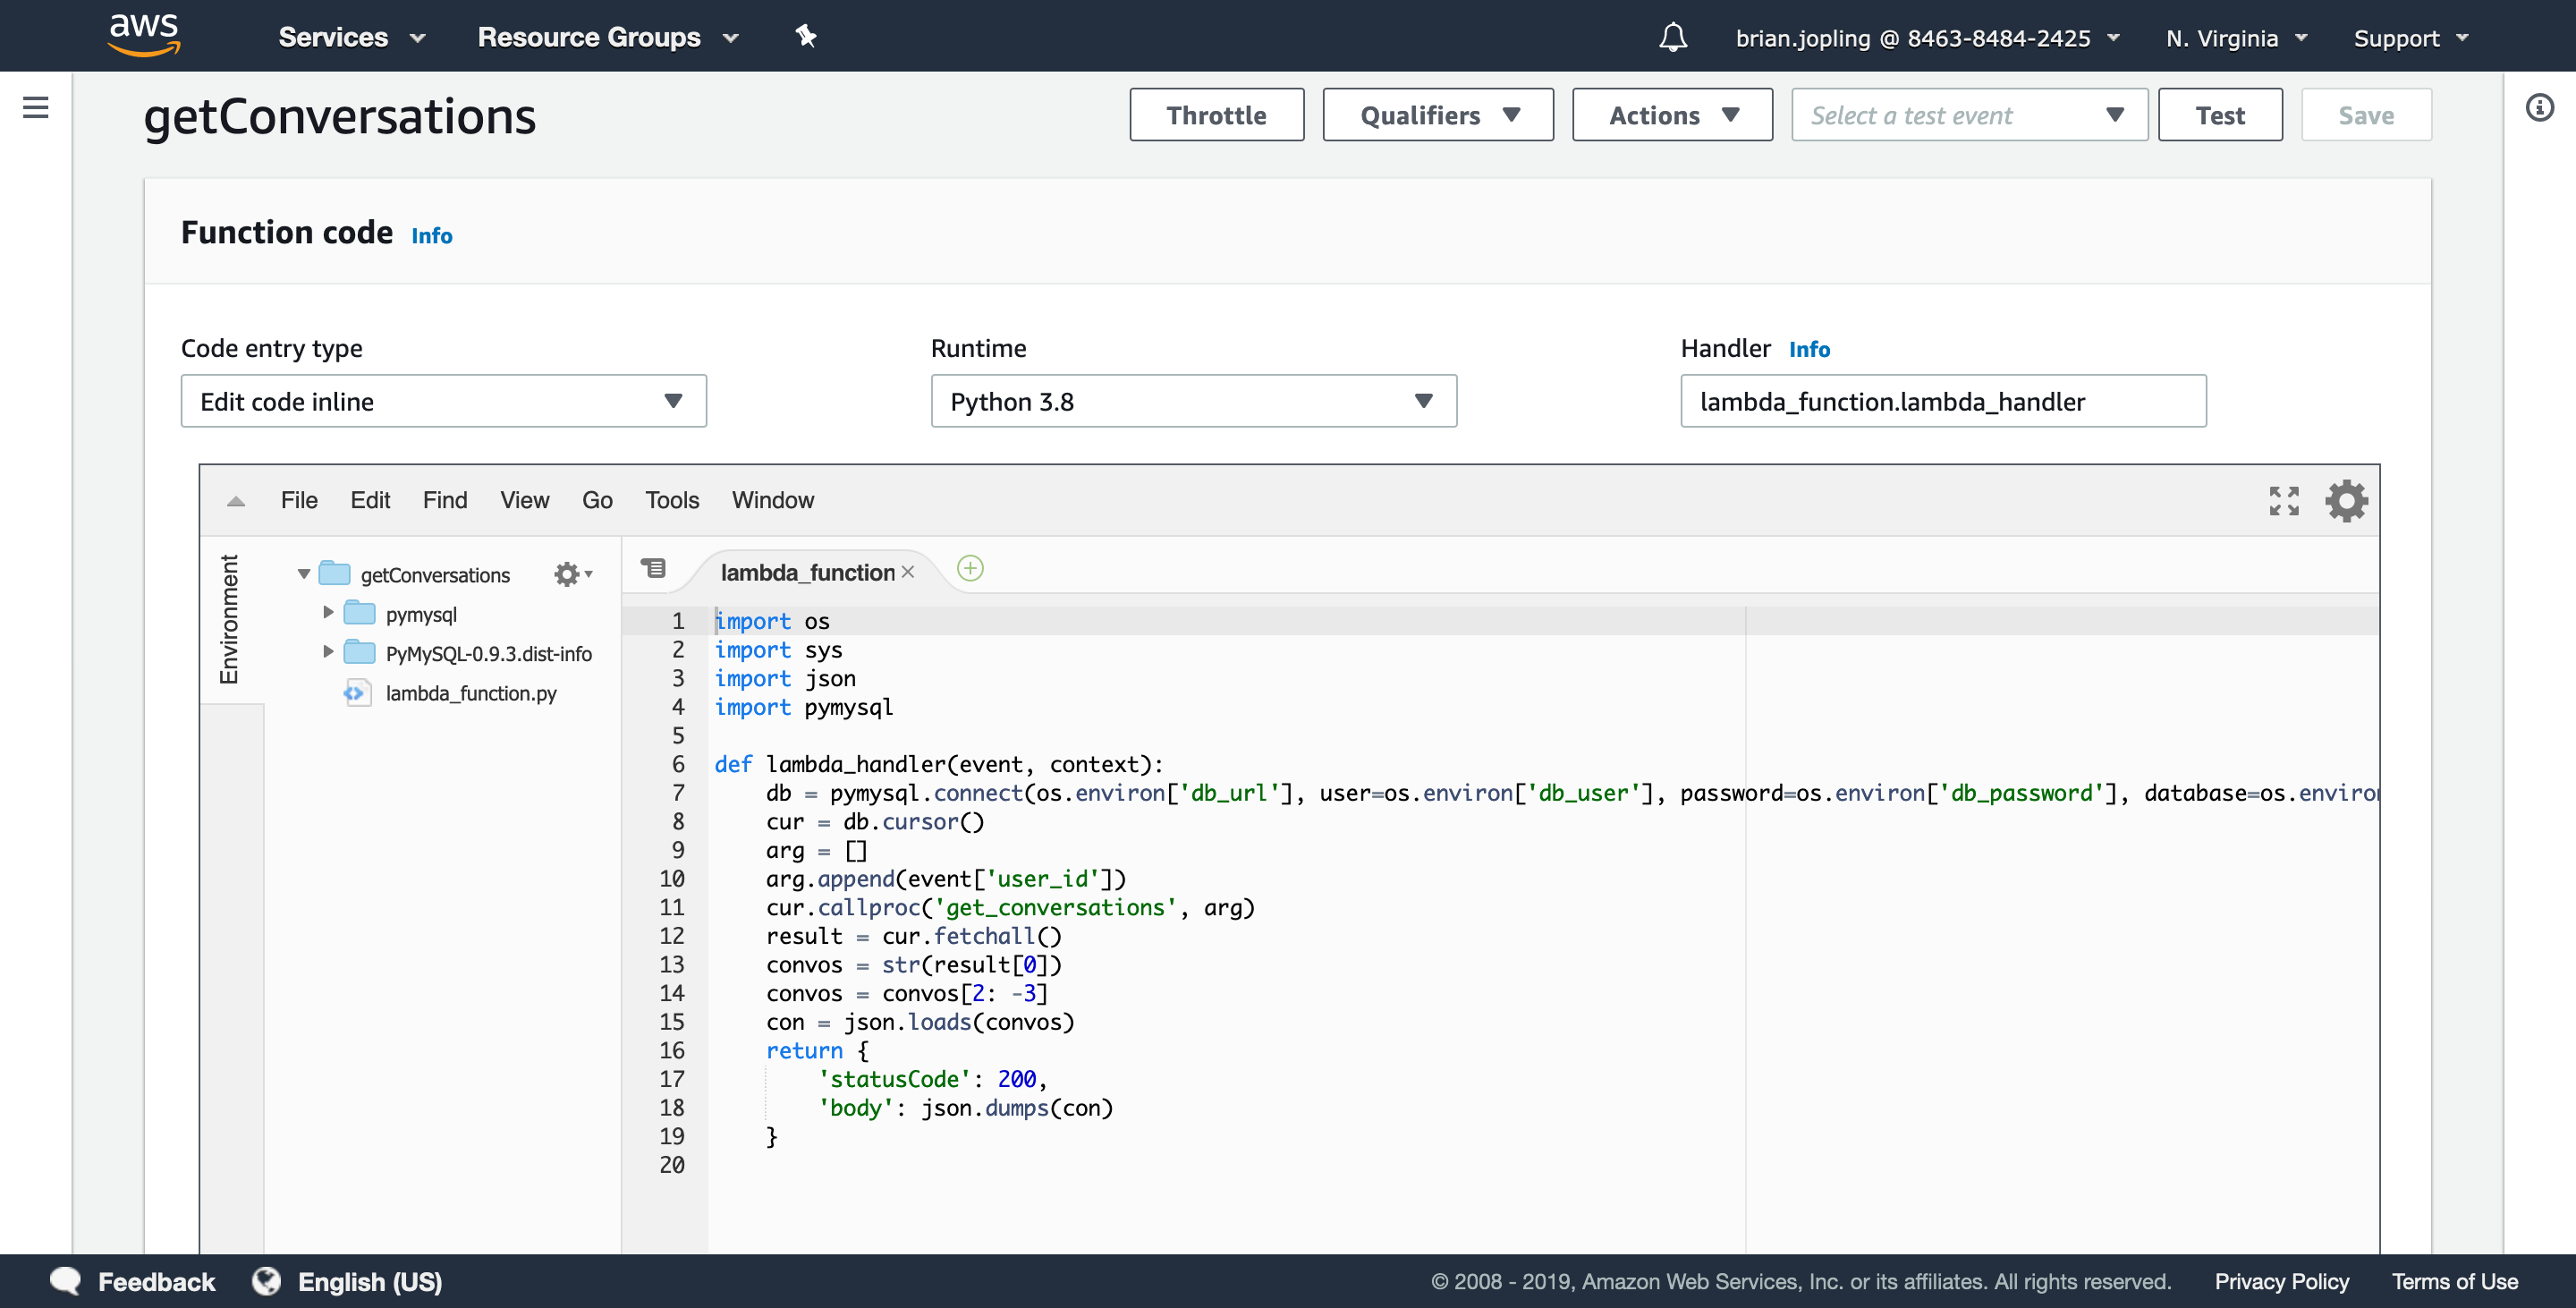 aws Services Resource Groups brian.jopling @ 8463-8484-2425 N. Virginia Support
getConversations Throttle Qualifiers Actions Select a test event Test Save
Function code Info
Code entry type Runtime Handler Info
Edit code inline Python 3.8 lambda_function.lambda_handler
File Edit Find View Go Tools Window
Environment
getConversations
pymysql
PyMySQL-0.9.3.dist-info
lambda_function.py
lambda_function ×
1 import os
2 import sys
3 import json
4 import pymysql
5
6 def lambda_handler(event, context):
7     db = pymysql.connect(os.environ['db_url'], user=os.environ['db_user'], password=os.environ['db_password'], database=os.environ
8     cur = db.cursor()
9     arg = []
10     arg.append(event['user_id'])
11     cur.callproc('get_conversations', arg)
12     result = cur.fetchall()
13     convos = str(result[0])
14     convos = convos[2: -3]
15     con = json.loads(convos)
16     return {
17         'statusCode': 200,
18         'body': json.dumps(con)
19     }
20
Feedback English (US) © 2008 - 2019, Amazon Web Services, Inc. or its affiliates. All rights reserved. Privacy Policy Terms of Use